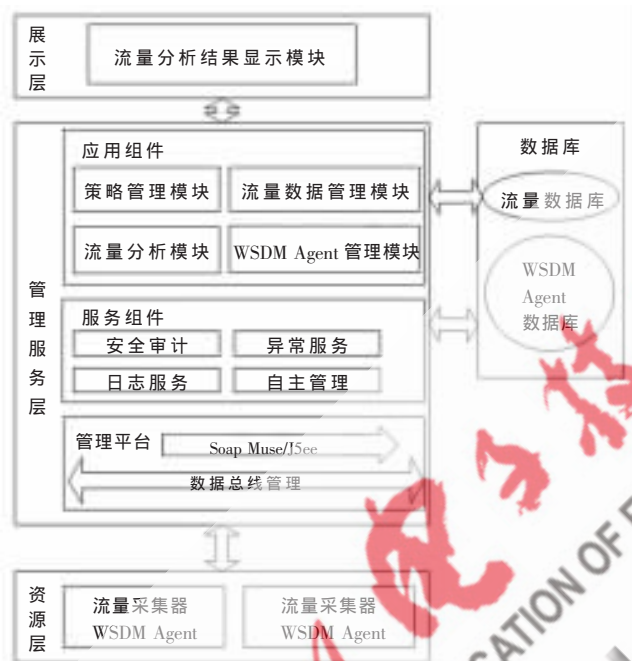 展示层
流量分析结果显示模块
管理服务层
应用组件
策略管理模块
流量数据管理模块
流量分析模块
WSDM Agent 管理模块
服务组件
安全审计
异常服务
日志服务
自主管理
管理平台
Soap Muse/J5ee
数据总线管理
数据库
流量数据库
WSDM
Agent
数据库
资源层
流量采集器
WSDM Agent
流量采集器
WSDM Agent
CATION OF